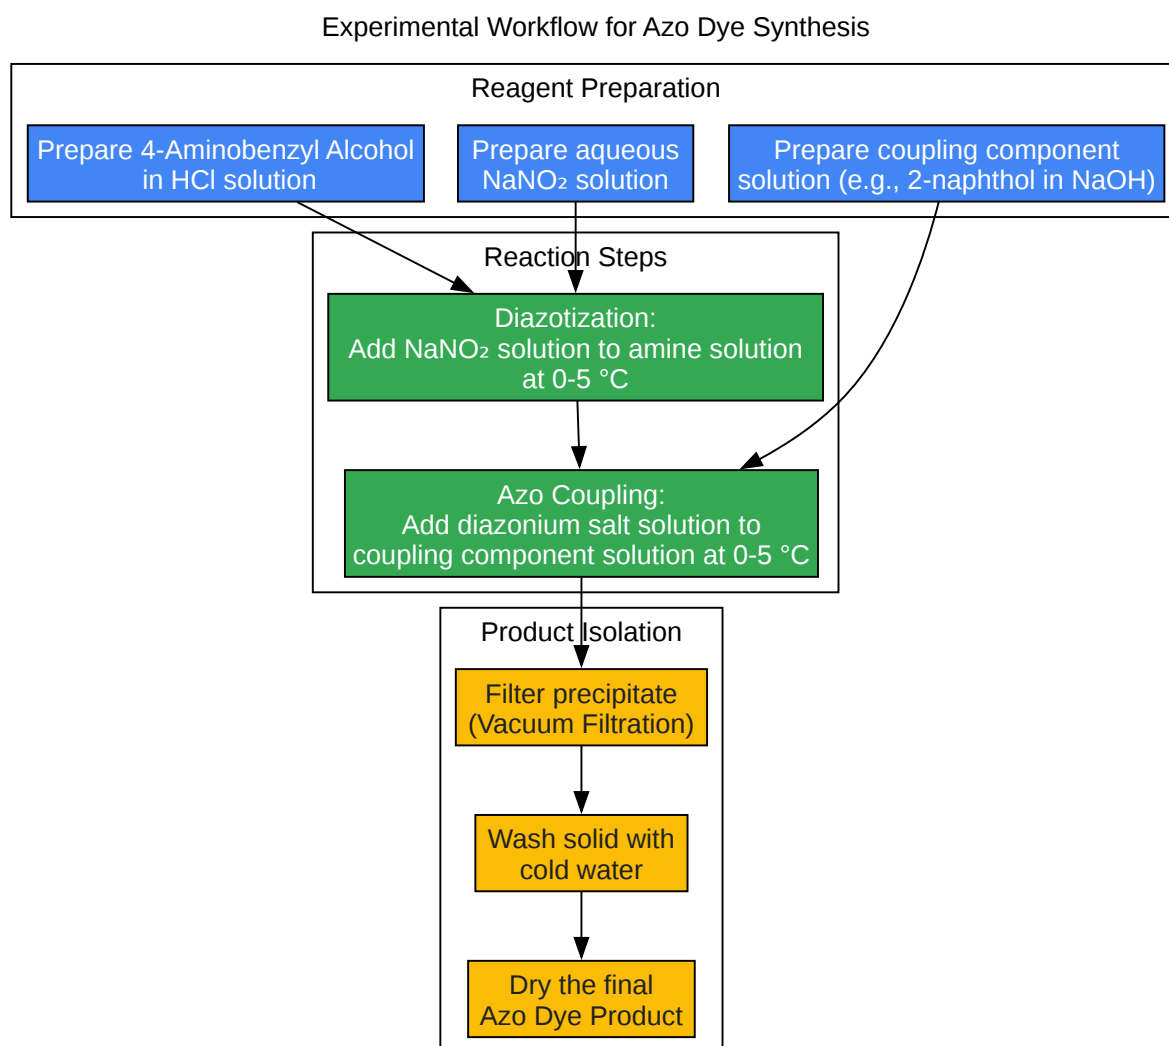 Experimental Workflow for Azo Dye Synthesis
Reagent Preparation
Prepare 4-Aminobenzyl Alcohol
in HCl solution
Prepare aqueous
NaNO₂ solution
Prepare coupling component
solution (e.g., 2-naphthol in NaOH)
Reaction Steps
Diazotization:
Add NaNO₂ solution to amine solution
at 0-5 °C
Azo Coupling:
Add diazonium salt solution to
coupling component solution at 0-5 °C
Product Isolation
Filter precipitate
(Vacuum Filtration)
Wash solid with
cold water
Dry the final
Azo Dye Product